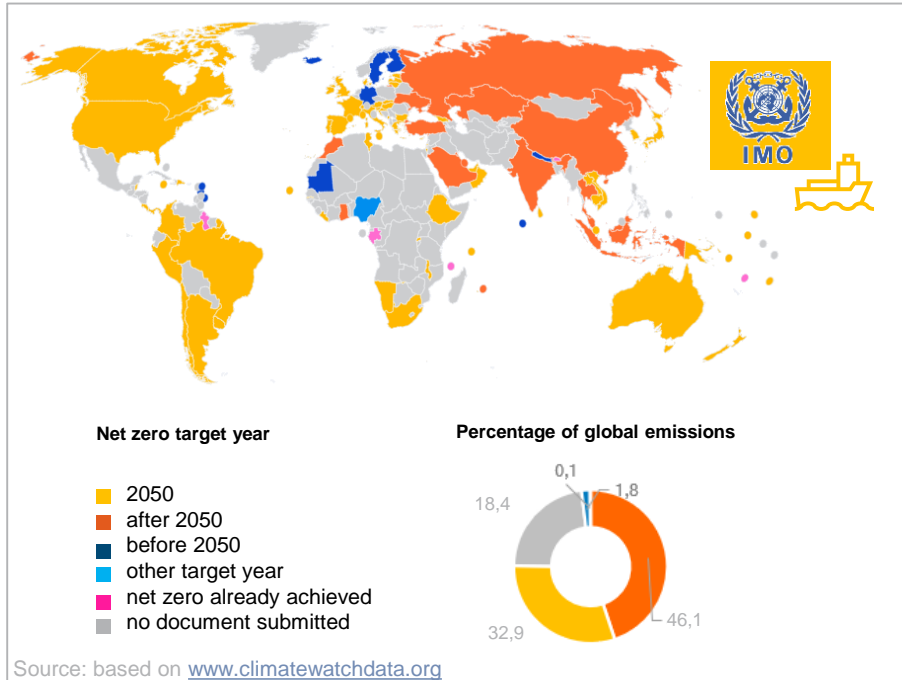 IMO
Net zero target year
2050
after 2050
before 2050
other target year
net zero already achieved
no document submitted
Percentage of global emissions
0,1
1,8
18,4
46,1
32,9
Source: based on www.climatewatchdata.org